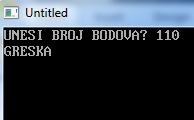 Untitled
UNESI BROJ BODOVA? 110
GRESKA